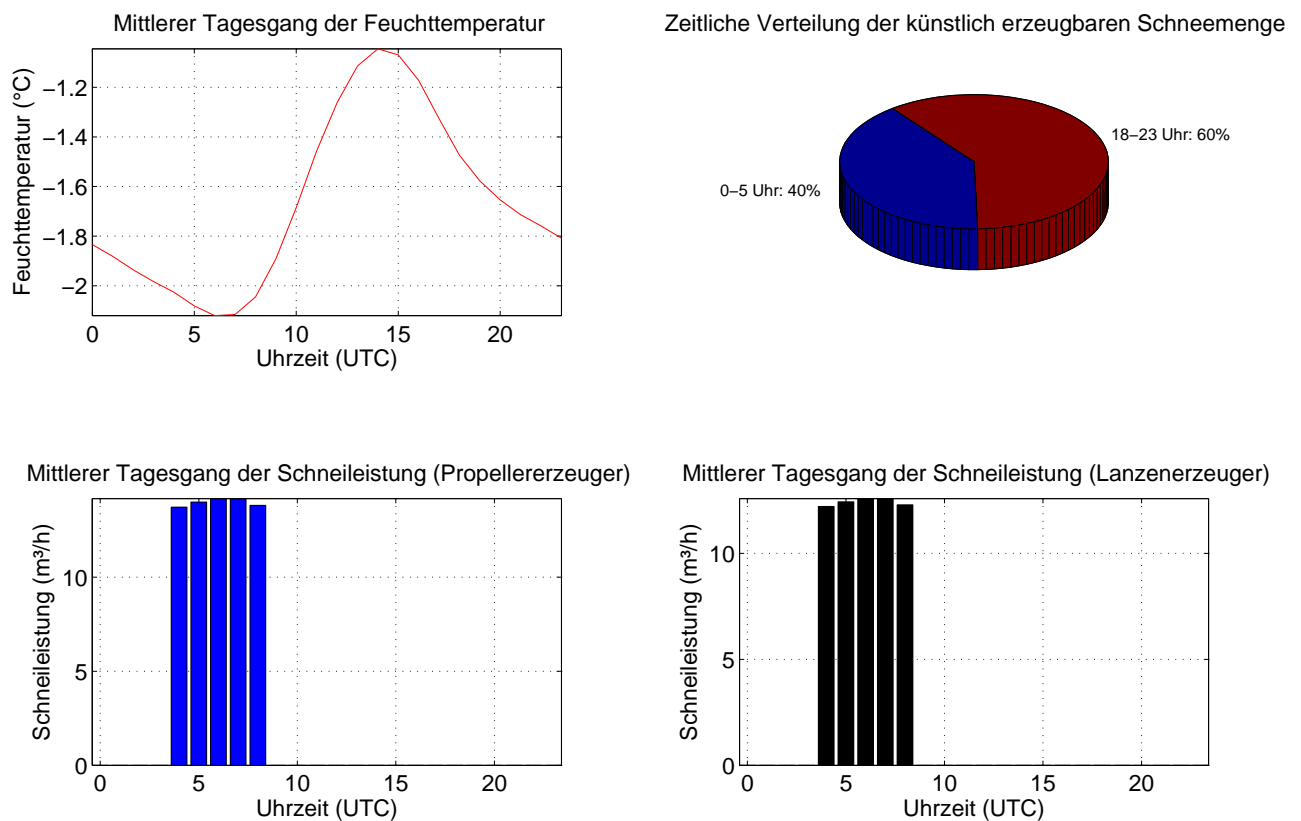 Mittlerer Tagesgang der Feuchttemperatur
Feuchttemperatur (°C)
−1.2
−1.4
−1.6
−1.8
−2
0 5 10 15 20
Uhrzeit (UTC)
Zeitliche Verteilung der künstlich erzeugbaren Schneemenge
18−23 Uhr: 60%
0−5 Uhr: 40%
Mittlerer Tagesgang der Schneileistung (Propellererzeuger)
Schneileistung (m³/h)
10
5
0
0 5 10 15 20
Uhrzeit (UTC)
Mittlerer Tagesgang der Schneileistung (Lanzenerzeuger)
Schneileistung (m³/h)
10
5
0
0 5 10 15 20
Uhrzeit (UTC)